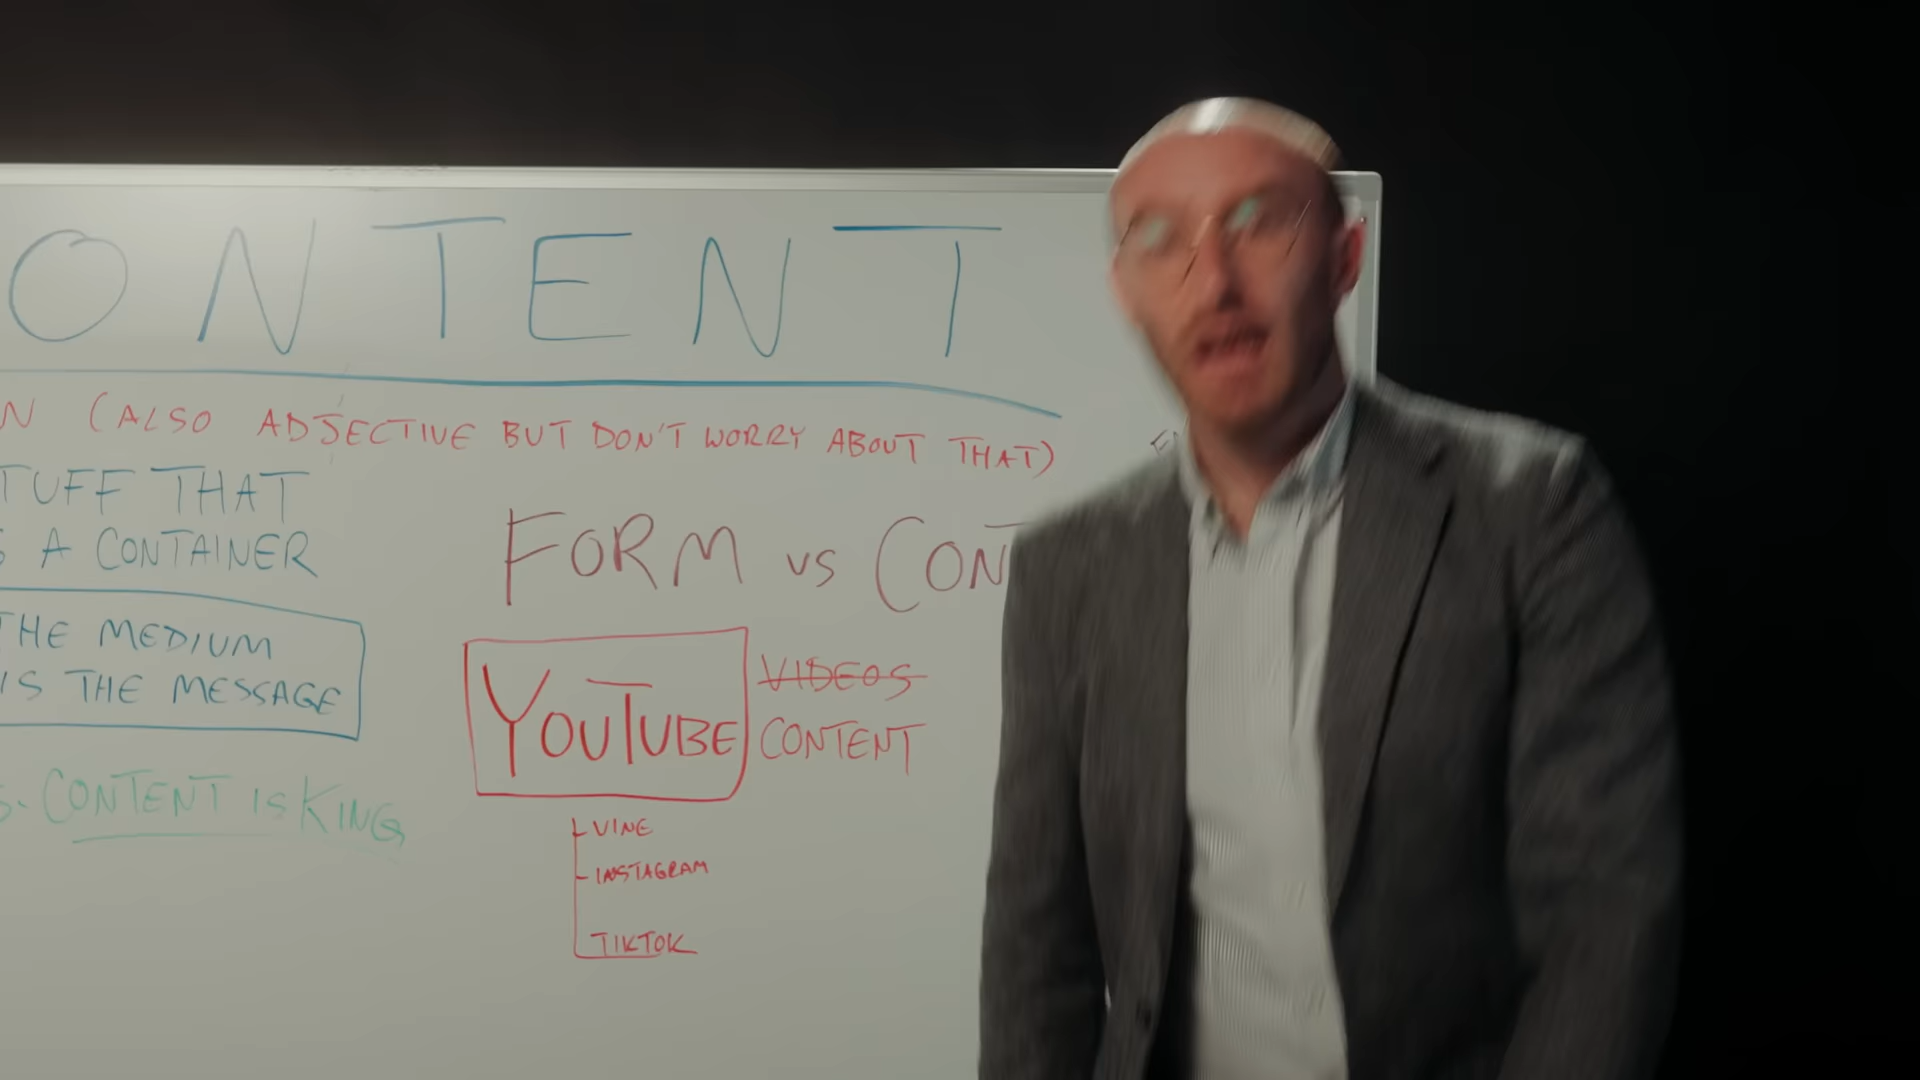 ONTENT
N (ALSO ADJECTIVE BUT DON'T WORRY ABOUT THAT)
TUFF THAT
S A CONTAINER
THE MEDIUM
IS THE MESSAGE
S. CONTENT IS KING
FORM VS CONT
YOUTUBE
VIDEOS
CONTENT
VINE
INSTAGRAM
TIKTOK